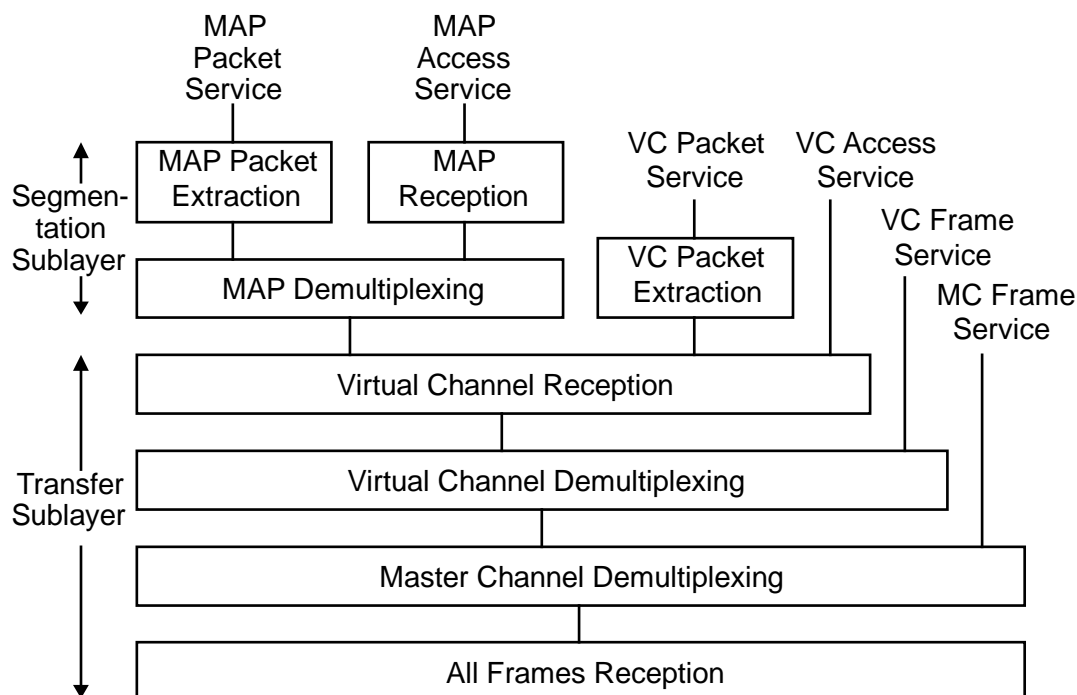 MAP
Packet
Service
MAP
Access
Service
Segmen-
tation
Sublayer
MAP Packet
Extraction
MAP
Reception
VC Packet
Service
VC Access
Service
VC Frame
Service
MC Frame
Service
MAP Demultiplexing
VC Packet
Extraction
Transfer
Sublayer
Virtual Channel Reception
Virtual Channel Demultiplexing
Master Channel Demultiplexing
All Frames Reception